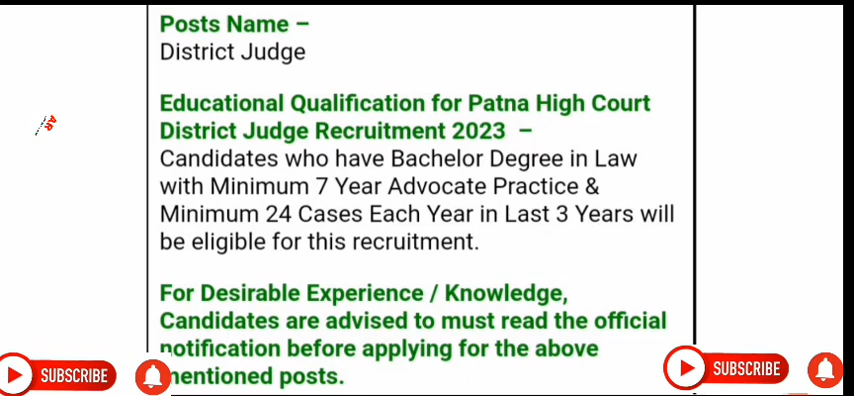 Posts Name –
District Judge
Educational Qualification for Patna High Court
District Judge Recruitment 2023 –
Candidates who have Bachelor Degree in Law
with Minimum 7 Year Advocate Practice &
Minimum 24 Cases Each Year in Last 3 Years will
be eligible for this recruitment.
For Desirable Experience / Knowledge,
Candidates are advised to must read the official
notification before applying for the above
mentioned posts.
SUBSCRIBE
SUBSCRIBE